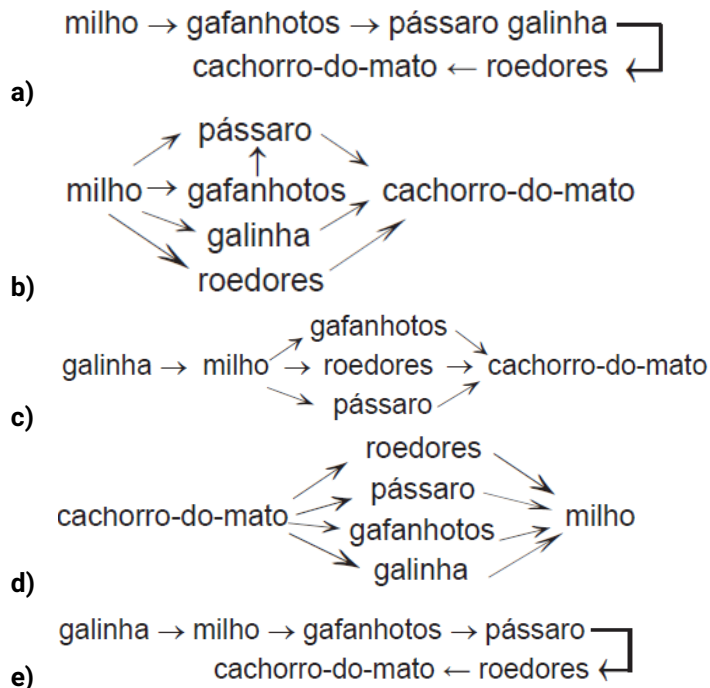 milho → gafanhotos → pássaro galinha
cachorro-do-mato ← roedores
a)
pássaro
milho → gafanhotos cachorro-do-mato
galinha
roedores
b)
gafanhotos
galinha → milho → roedores → cachorro-do-mato
pássaro
c)
roedores
pássaro
cachorro-do-mato milho
gafanhotos
galinha
d)
galinha → milho → gafanhotos → pássaro
cachorro-do-mato ← roedores
e)